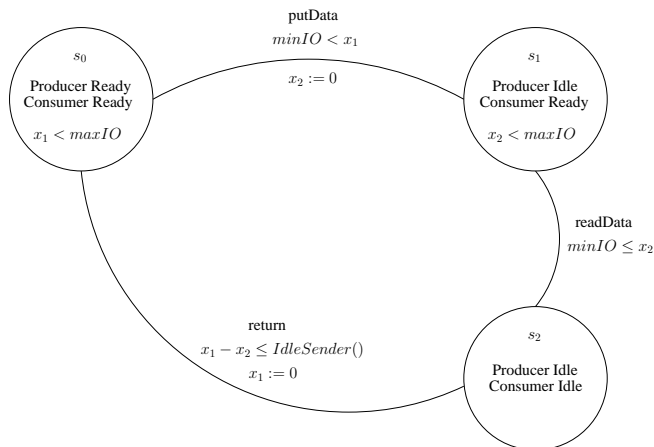 putData
minIO < x₁
x₂ := 0
s₀
Producer Ready
Consumer Ready
x₁ < maxIO
s₁
Producer Idle
Consumer Ready
x₂ < maxIO
readData
minIO ≤ x₂
return
x₁ − x₂ ≤ IdleSender()
x₁ := 0
s₂
Producer Idle
Consumer Idle